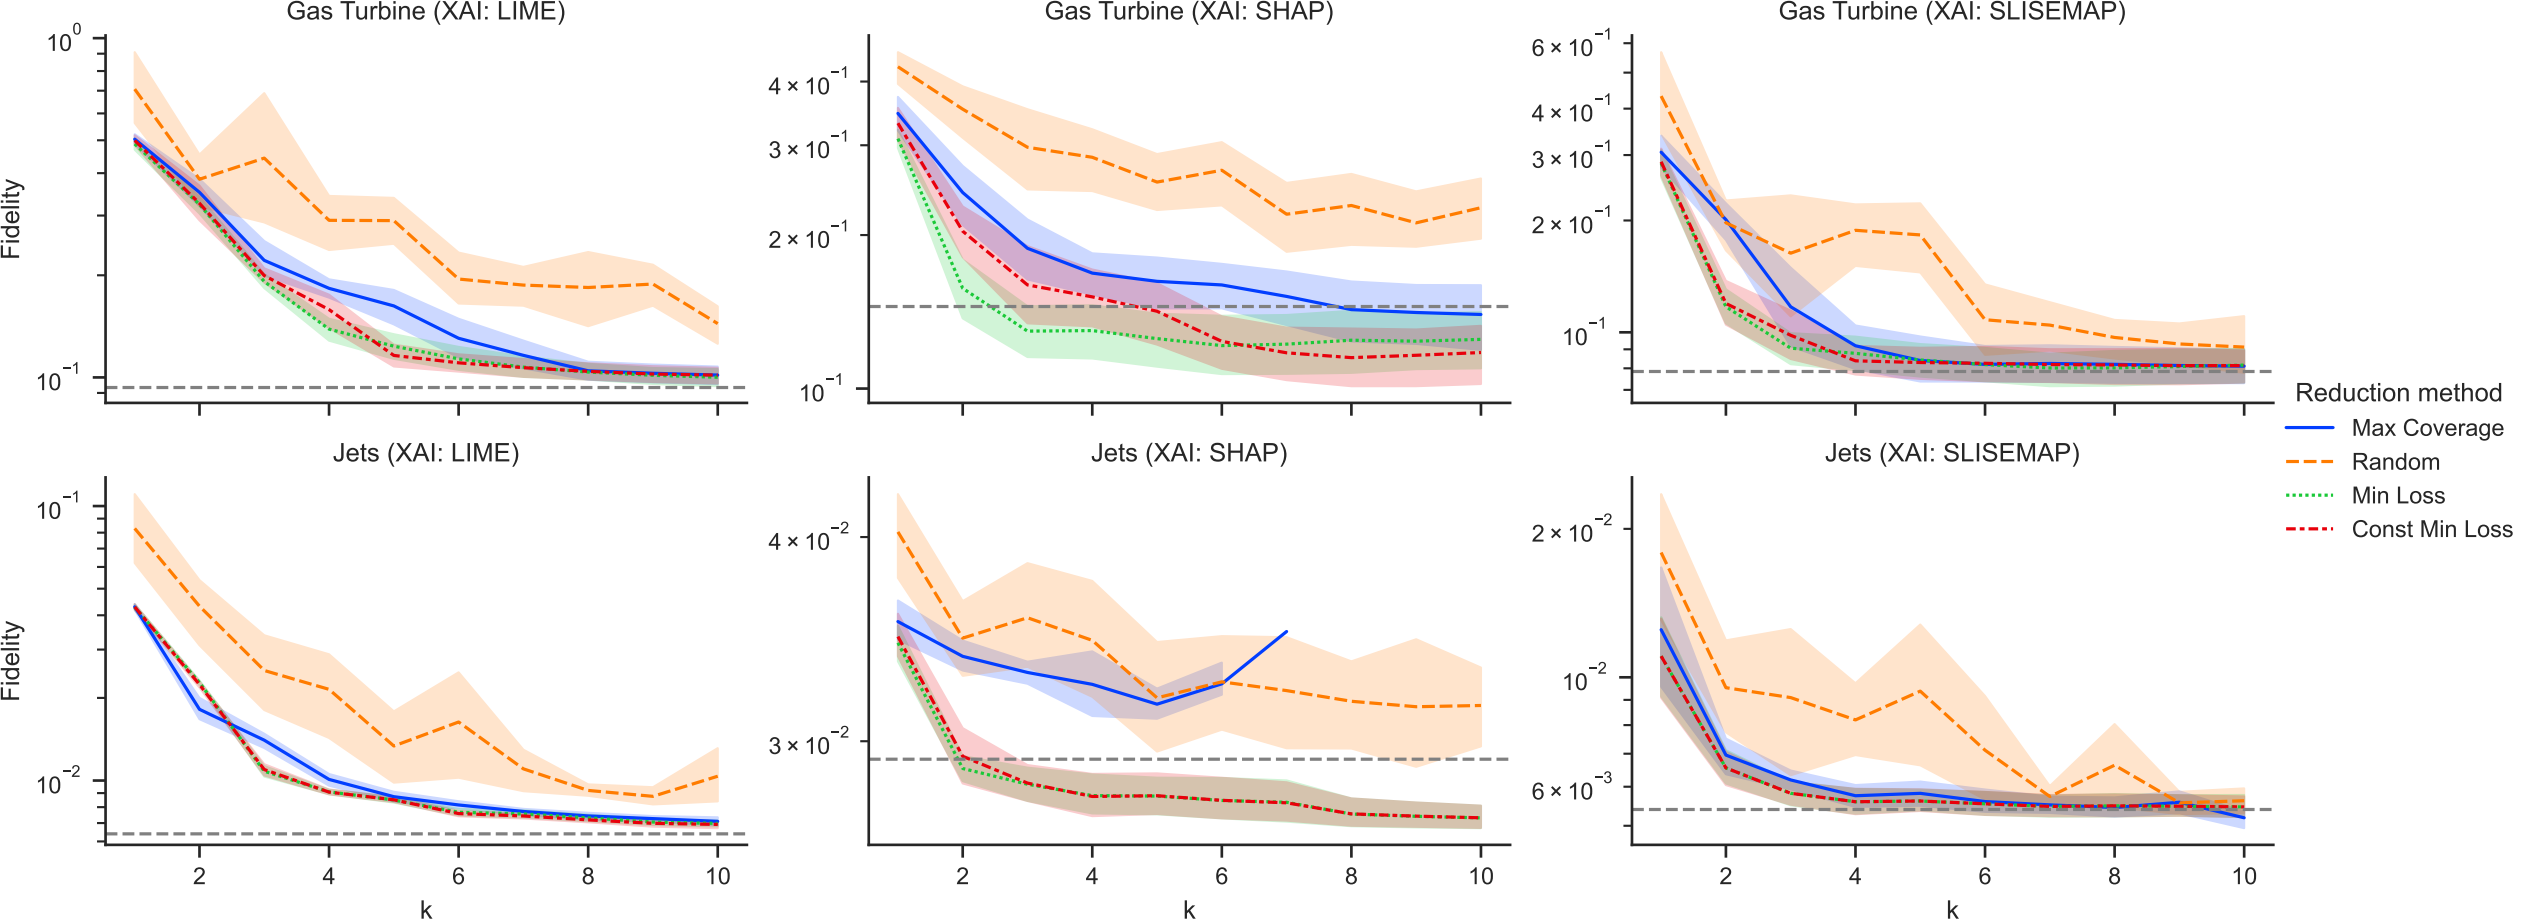 Gas Turbine (XAI: LIME)
Gas Turbine (XAI: SHAP)
Gas Turbine (XAI: SLISEMAP)
Fidelity
10⁰
10⁻¹
4 × 10⁻¹
3 × 10⁻¹
2 × 10⁻¹
10⁻¹
6 × 10⁻¹
4 × 10⁻¹
3 × 10⁻¹
2 × 10⁻¹
10⁻¹
Jets (XAI: LIME)
Jets (XAI: SHAP)
Jets (XAI: SLISEMAP)
Fidelity
10⁻¹
10⁻²
4 × 10⁻²
3 × 10⁻²
2 × 10⁻²
10⁻²
6 × 10⁻³
2 4 6 8 10
2 4 6 8 10
2 4 6 8 10
k
k
k
Reduction method
Max Coverage
Random
Min Loss
Const Min Loss